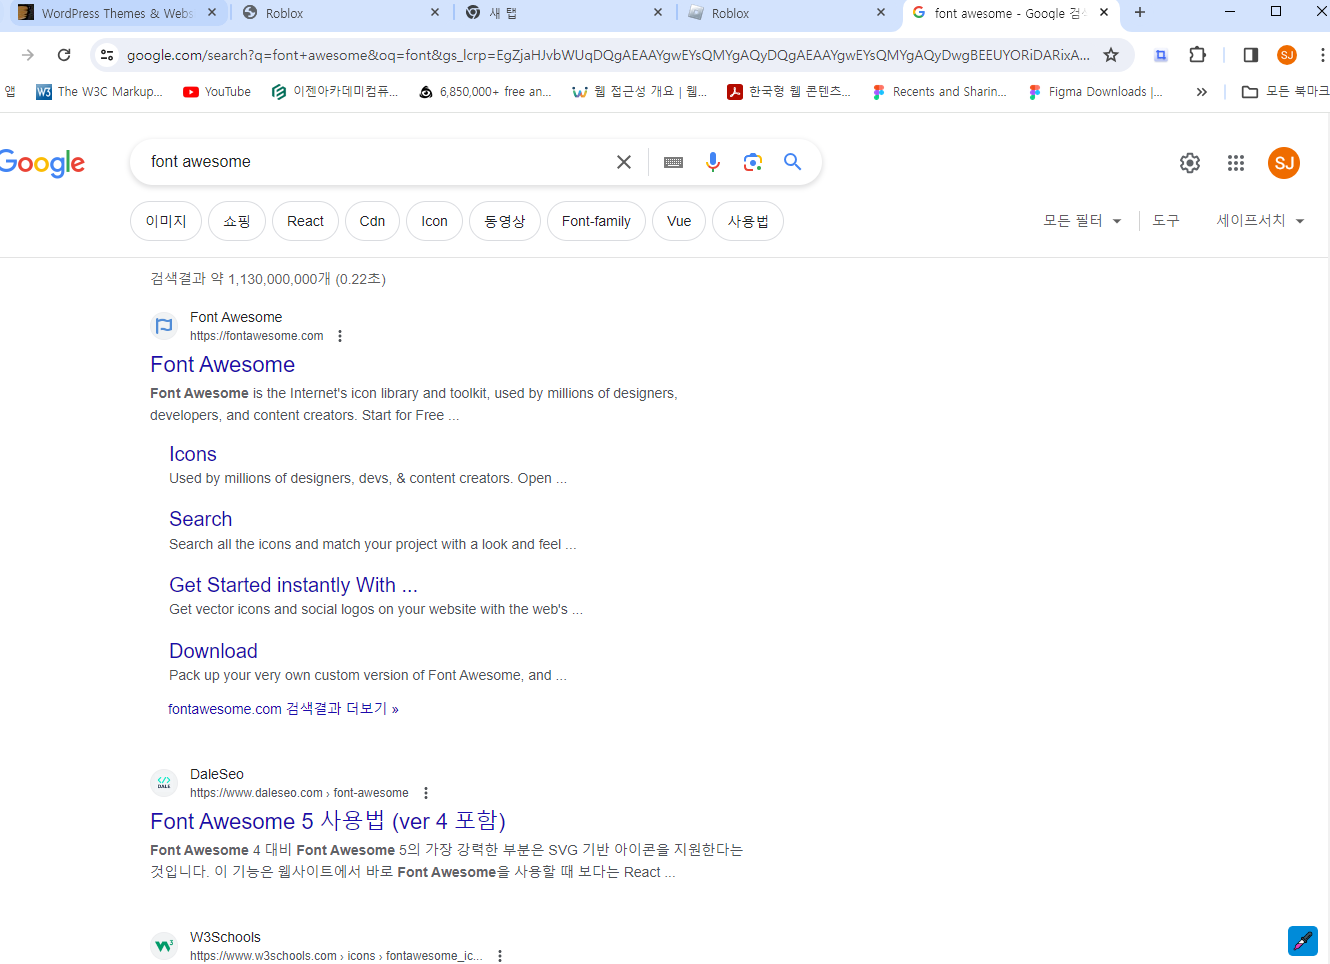 WordPress Themes & Webs
Roblox
새 탭
Roblox
font awesome - Google 검
google.com/search?q=font+awesome&oq=font&gs_lcrp=EgZjaHJvbWUqDQgAEAAYgwEYsQMYgAQyDQgAEAAYgwEYsQMYgAQyDwgBEEUYORiDARixA...
SJ
앱
W3
The W3C Markup...
YouTube
이젠아카데미컴퓨...
6,850,000+ free an...
웹 접근성 개요 | 웹...
한국형 웹 콘텐츠...
Recents and Sharin...
Figma Downloads |...
»
모든 북마크
Google
font awesome
SJ
이미지
쇼핑
React
Cdn
Icon
동영상
Font-family
Vue
사용법
모든 필터
도구
세이프서치
검색결과 약 1,130,000,000개 (0.22초)
Font Awesome
https://fontawesome.com
Font Awesome
Font Awesome is the Internet's icon library and toolkit, used by millions of designers,
developers, and content creators. Start for Free ...
Icons
Used by millions of designers, devs, & content creators. Open ...
Search
Search all the icons and match your project with a look and feel ...
Get Started instantly With ...
Get vector icons and social logos on your website with the web's ...
Download
Pack up your very own custom version of Font Awesome, and ...
fontawesome.com 검색결과 더보기 »
DALE
DaleSeo
https://www.daleseo.com › font-awesome
Font Awesome 5 사용법 (ver 4 포함)
Font Awesome 4 대비 Font Awesome 5의 가장 강력한 부분은 SVG 기반 아이콘을 지원한다는
것입니다. 이 기능은 웹사이트에서 바로 Font Awesome을 사용할 때 보다는 React ...
W3Schools
https://www.w3schools.com › icons › fontawesome_ic...